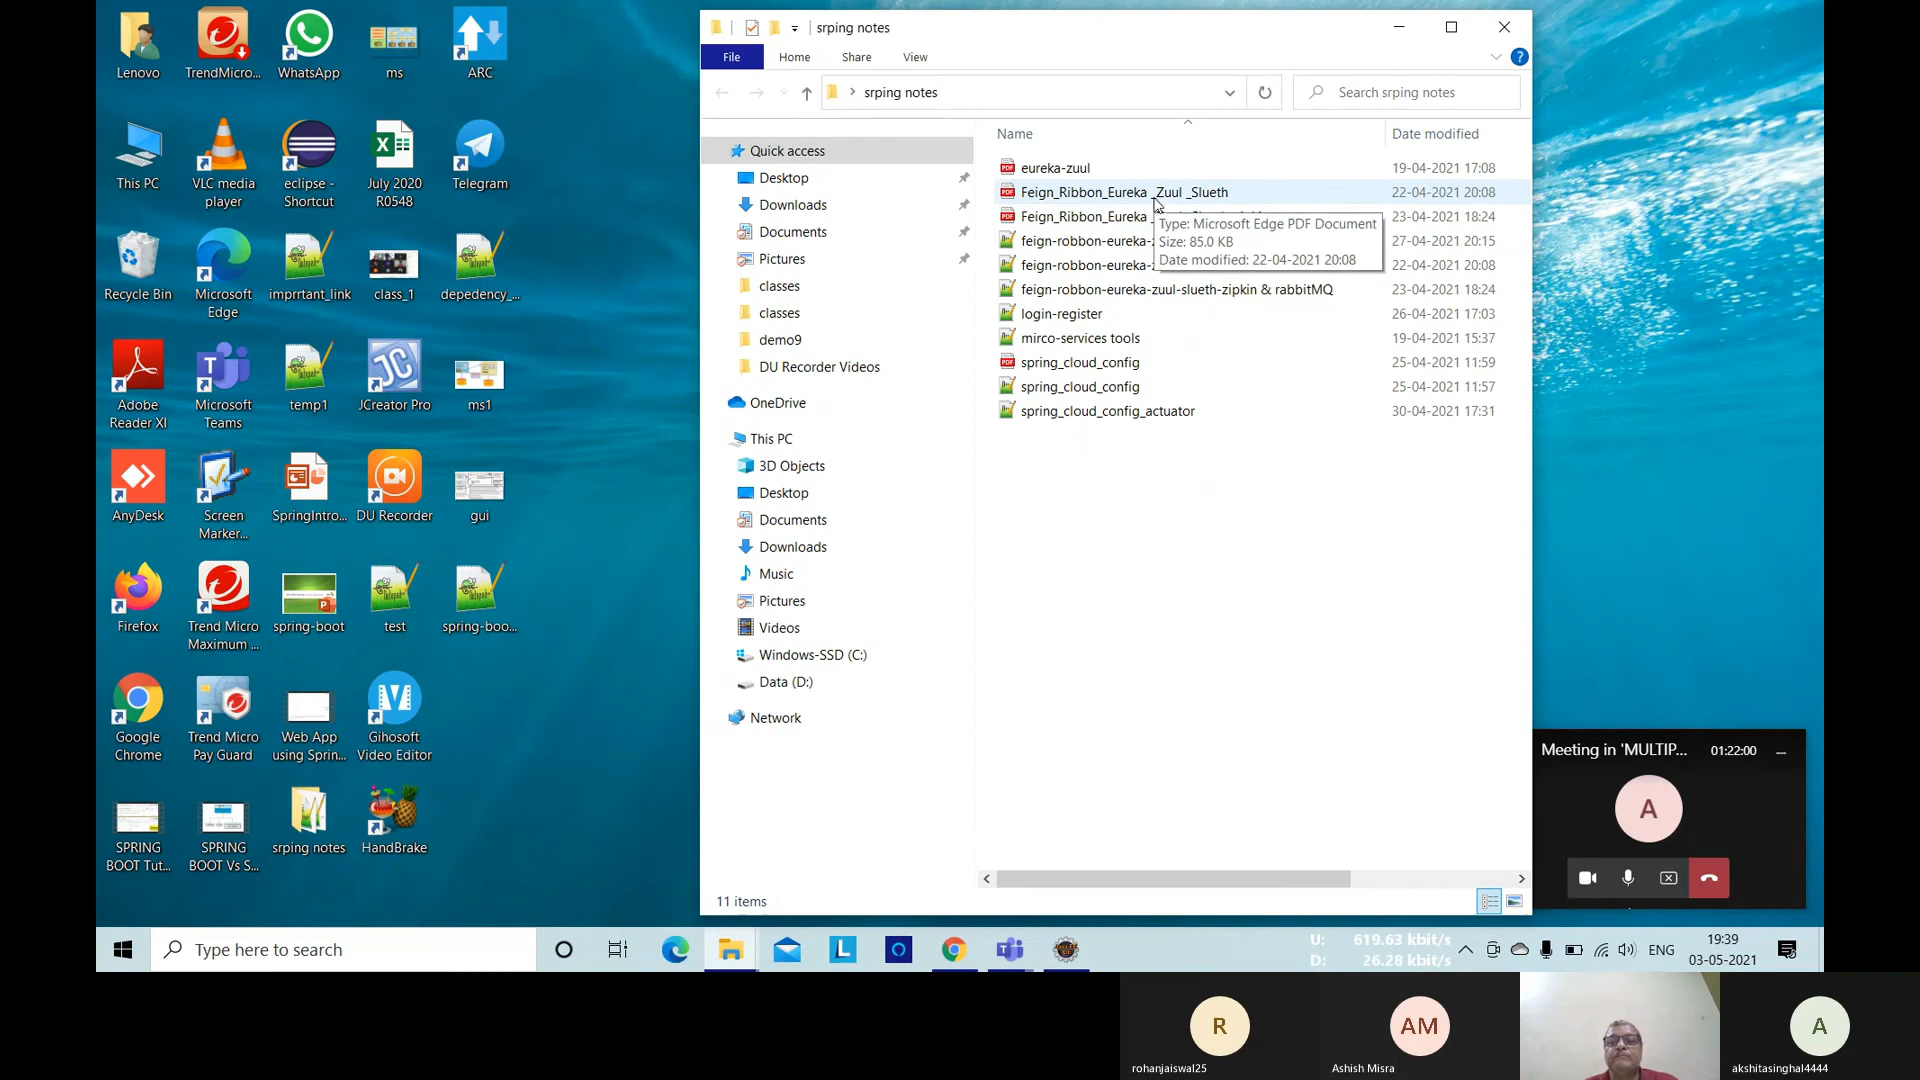 Lenovo
TrendMicro...
WhatsApp
ms
ARC
This PC
VLC media
player
eclipse -
Shortcut
July 2020
R0548
Telegram
Recycle Bin
Microsoft
Edge
imprrtant_link
class_1
depedency_...
Adobe
Reader XI
Microsoft
Teams
temp1
JCreator Pro
ms1
AnyDesk
Screen
Marker...
SpringIntro...
DU Recorder
gui
Firefox
Trend Micro
Maximum ...
spring-boot
test
spring-boo...
Google
Chrome
Trend Micro
Pay Guard
Web App
using Sprin...
Gihosoft
Video Editor
SPRING
BOOT Tut...
SPRING
BOOT Vs S...
srping notes
HandBrake
srping notes
File Home Share View
srping notes
Search srping notes
Quick access
Desktop
Downloads
Documents
Pictures
classes
classes
demo9
DU Recorder Videos
OneDrive
This PC
3D Objects
Desktop
Documents
Downloads
Music
Pictures
Videos
Windows-SSD (C:)
Data (D:)
Network
Name Date modified
eureka-zuul 19-04-2021 17:08
Feign_Ribbon_Eureka _Zuul _Slueth 22-04-2021 20:08
Feign_Ribbon_Eureka 23-04-2021 18:24
feign-robbon-eureka- 27-04-2021 20:15
feign-robbon-eureka- 22-04-2021 20:08
feign-robbon-eureka-zuul-slueth-zipkin & rabbitMQ 23-04-2021 18:24
login-register 26-04-2021 17:03
mirco-services tools 19-04-2021 15:37
spring_cloud_config 25-04-2021 11:59
spring_cloud_config 25-04-2021 11:57
spring_cloud_config_actuator 30-04-2021 17:31
Type: Microsoft Edge PDF Document
Size: 85.0 KB
Date modified: 22-04-2021 20:08
11 items
Meeting in 'MULTIP... 01:22:00
A
Type here to search
U: 619.63 kbit/s
D: 26.28 kbit/s
ENG
19:39
03-05-2021
R
rohanjaiswal25
AM
Ashish Misra
A
akshitasinghal4444